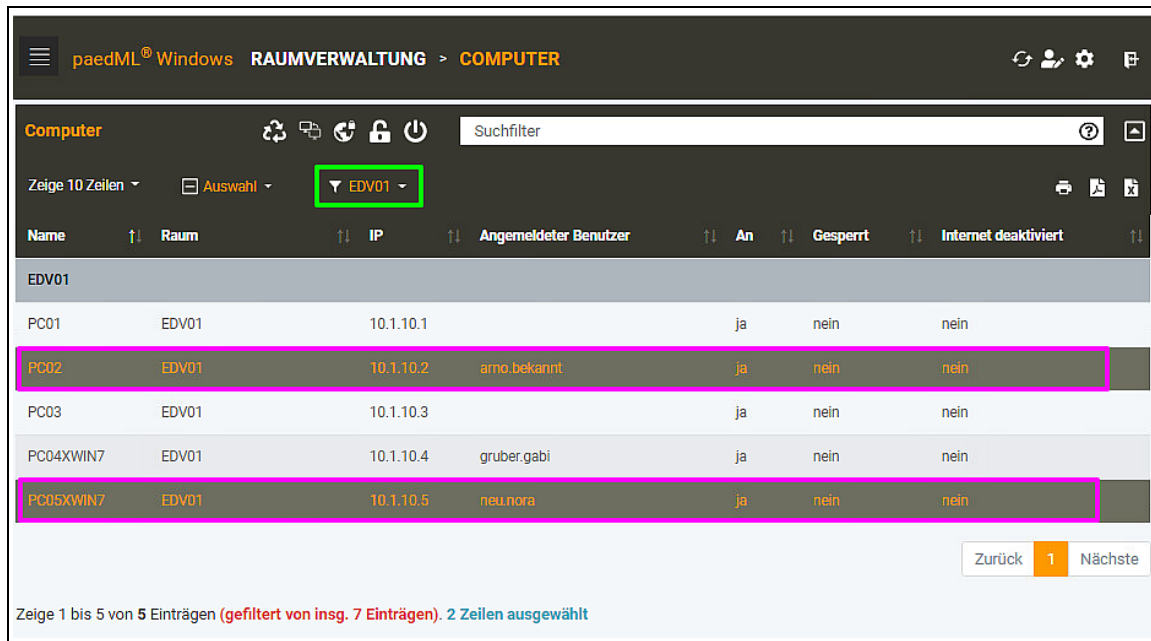 paedML® Windows RAUMVERWALTUNG > COMPUTER
Computer Suchfilter
Zeige 10 Zeilen Auswahl EDV01
Name Raum IP Angemeldeter Benutzer An Gesperrt Internet deaktiviert
EDV01
PC01 EDV01 10.1.10.1 ja nein nein
PC02 EDV01 10.1.10.2 arno.bekannt ja nein nein
PC03 EDV01 10.1.10.3 ja nein nein
PC04XWIN7 EDV01 10.1.10.4 gruber.gabi ja nein nein
PC05XWIN7 EDV01 10.1.10.5 neu.nora ja nein nein
Zurück 1 Nächste
Zeige 1 bis 5 von 5 Einträgen (gefiltert von insg. 7 Einträgen). 2 Zeilen ausgewählt